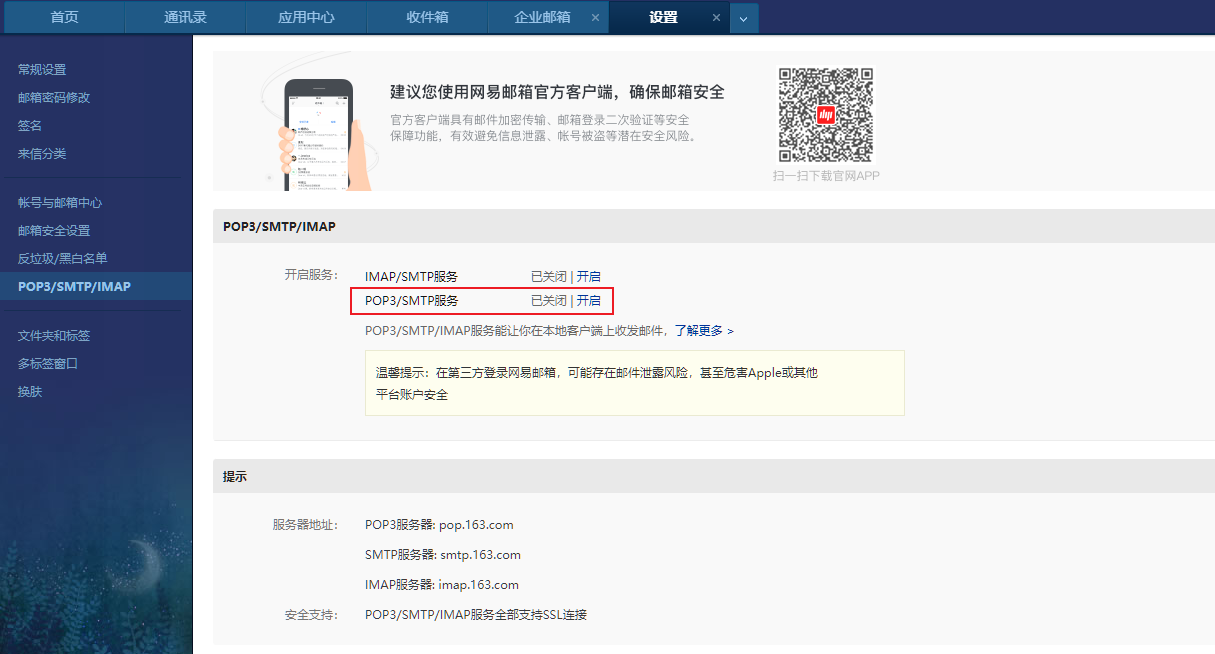 首页 通讯录 应用中心 收件箱 企业邮箱 × 设置 ×
常规设置
邮箱密码修改
签名
来信分类
帐号与邮箱中心
邮箱安全设置
反垃圾/黑白名单
POP3/SMTP/IMAP
文件夹和标签
多标签窗口
换肤
建议您使用网易邮箱官方客户端，确保邮箱安全
官方客户端具有邮件加密传输、邮箱登录二次验证等安全
保障功能，有效避免信息泄露、帐号被盗等潜在安全风险。
扫一扫下载官网APP
POP3/SMTP/IMAP
开启服务： IMAP/SMTP服务 已关闭 | 开启
POP3/SMTP服务 已关闭 | 开启
POP3/SMTP/IMAP服务能让你在本地客户端上收发邮件，了解更多 >
温馨提示：在第三方登录网易邮箱，可能存在邮件泄露风险，甚至危害Apple或其他
平台账户安全
提示
服务器地址： POP3服务器: pop.163.com
SMTP服务器: smtp.163.com
IMAP服务器: imap.163.com
安全支持： POP3/SMTP/IMAP服务全部支持SSL连接